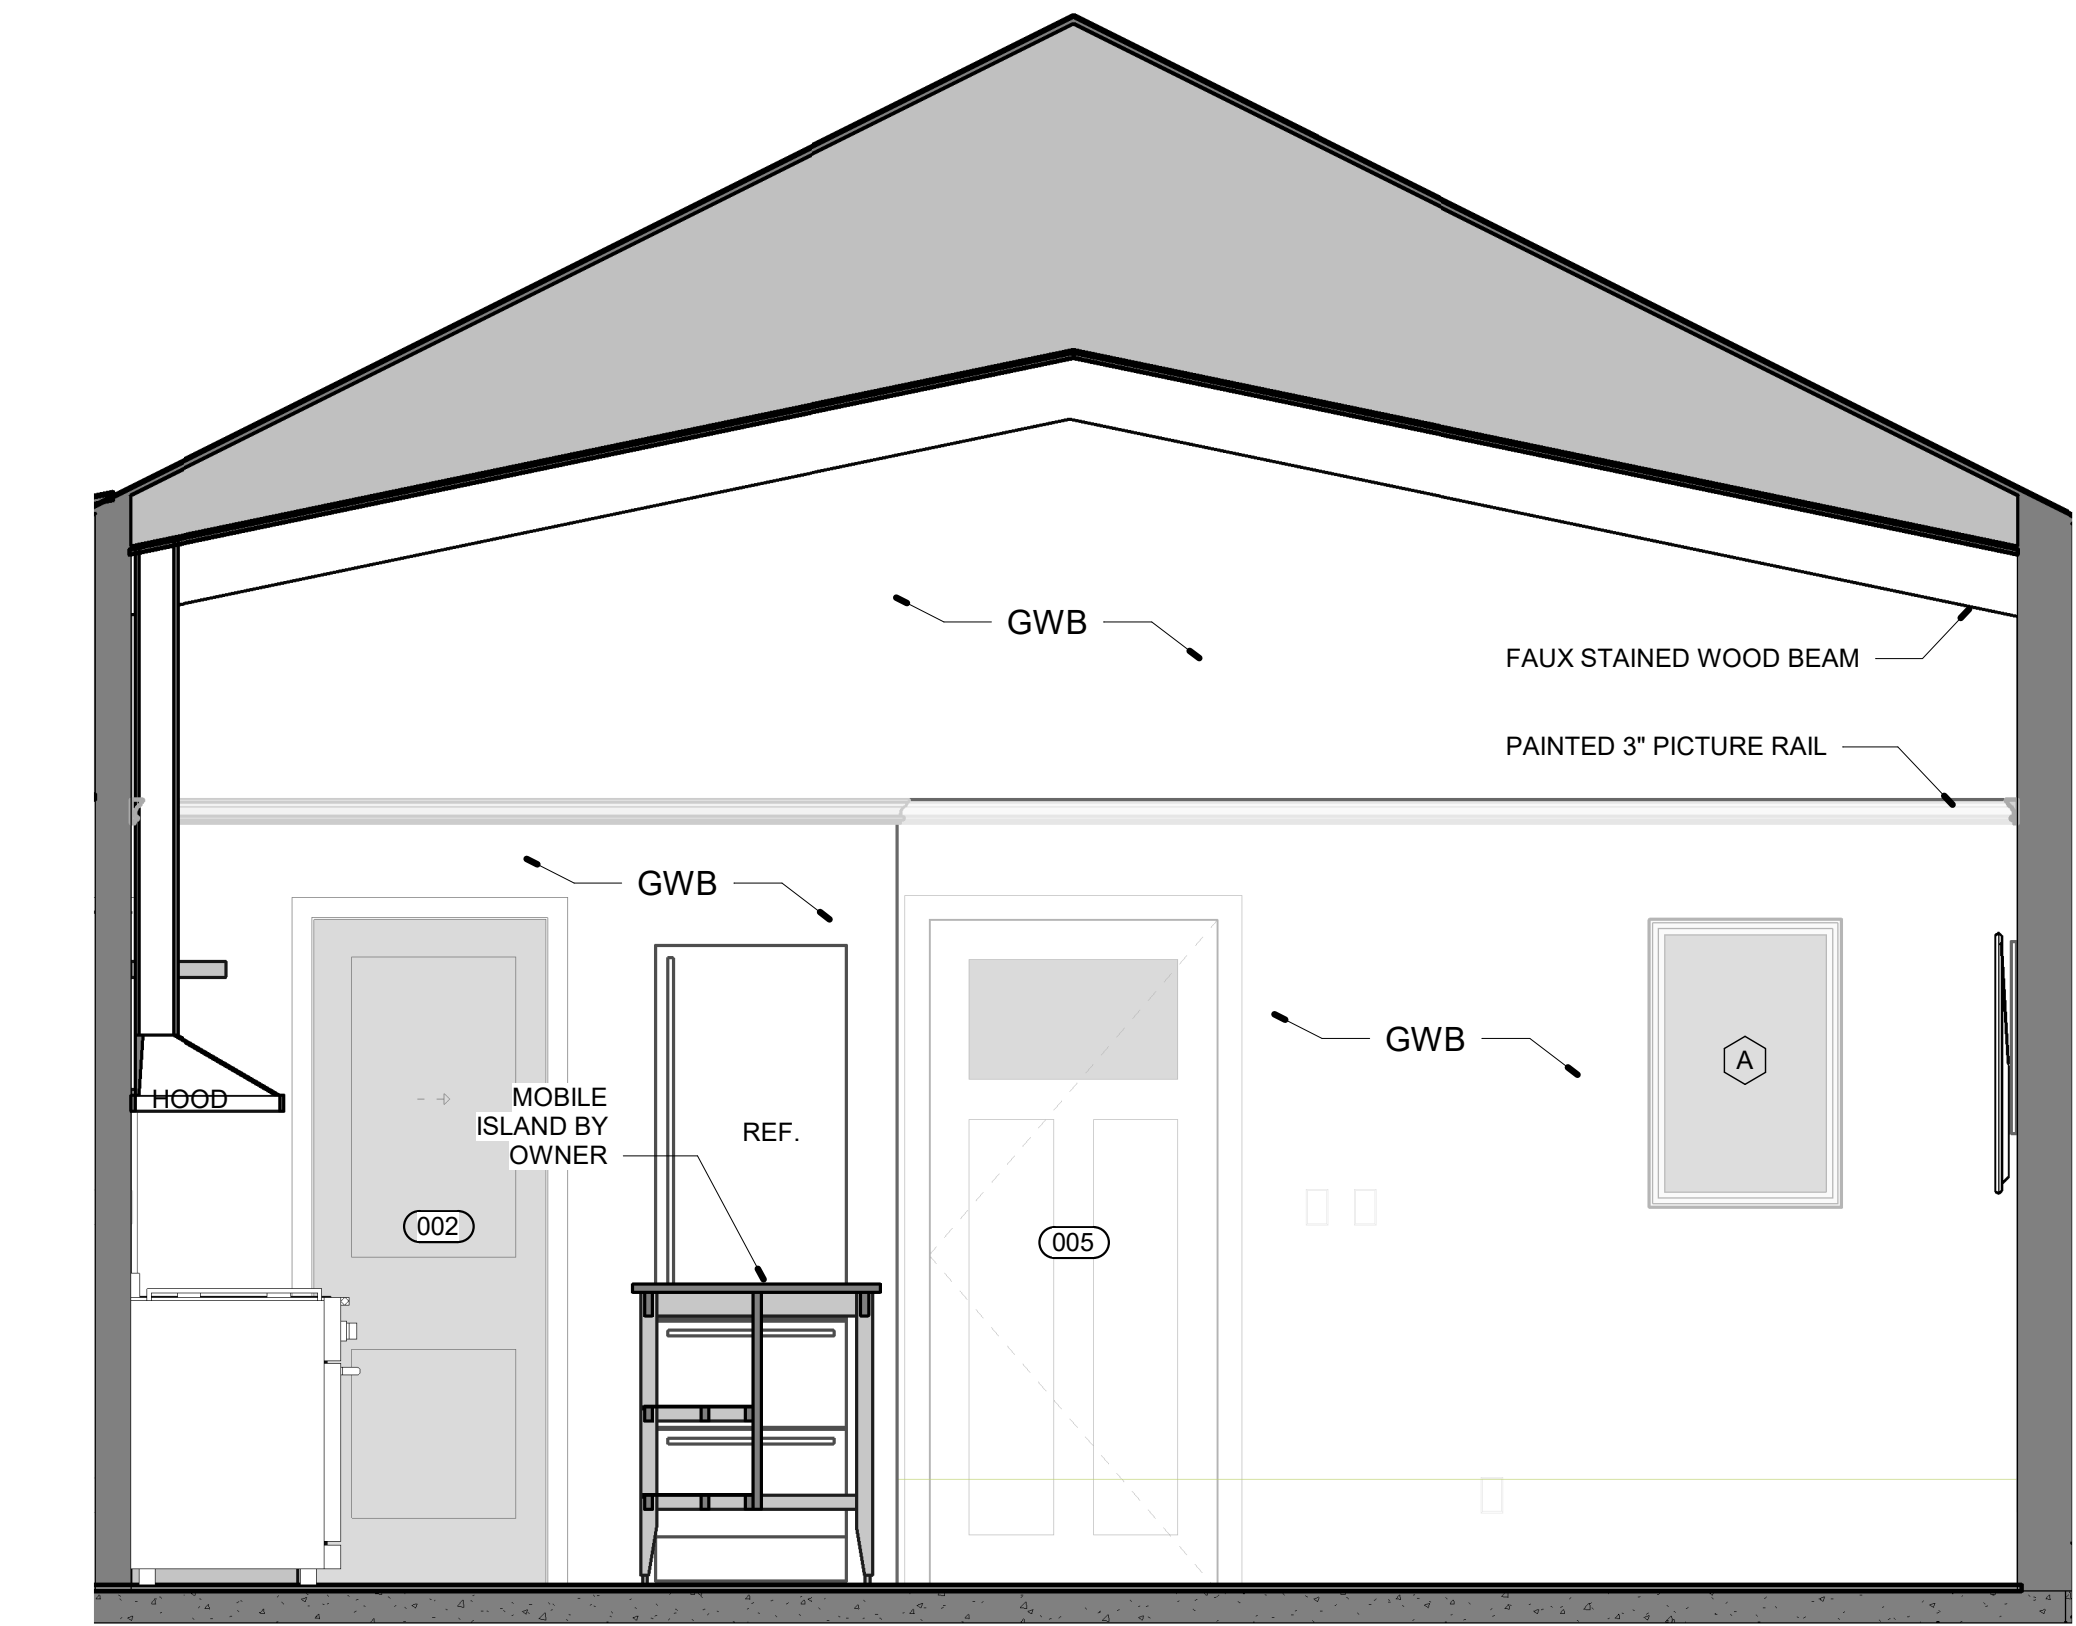 GWB
FAUX STAINED WOOD BEAM
PAINTED 3" PICTURE RAIL
GWB
GWB
A
HOOD
MOBILE
ISLAND BY
OWNER
REF.
002
005